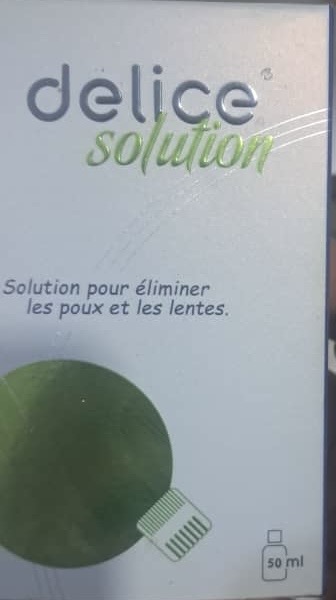 delice®
solution
Solution pour éliminer
les poux et les lentes.
50 ml